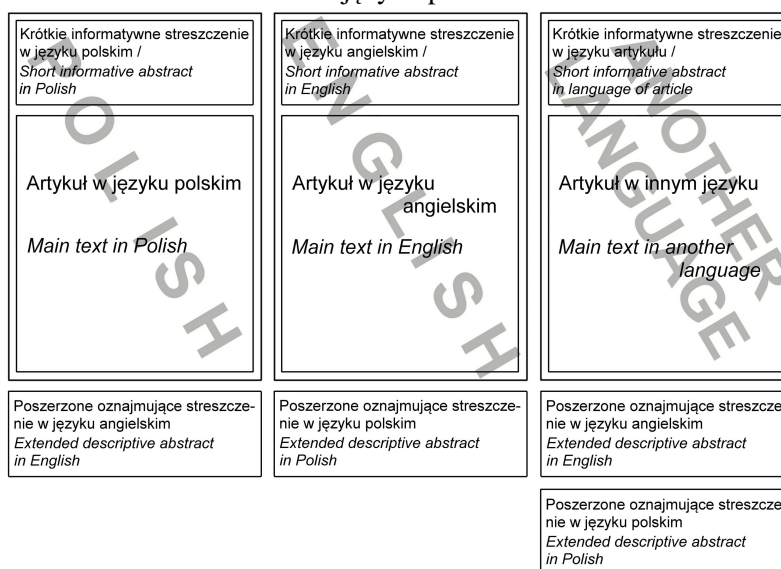 Krótkie informatywne streszczenie
w języku polskim /
Short informative abstract
in Polish
POLISH
Artykuł w języku polskim
Main text in Polish
Poszerzone oznajmujące streszcze-
nie w języku angielskim
Extended descriptive abstract
in English
Krótkie informatywne streszczenie
w języku angielskim /
Short informative abstract
in English
ENGLISH
Artykuł w języku
angielskim
Main text in English
Poszerzone oznajmujące streszcze-
nie w języku polskim
Extended descriptive abstract
in Polish
Krótkie informatywne streszczenie
w języku artykułu /
Short informative abstract
in language of article
ANOTHER
LANGUAGE
Artykuł w innym języku
Main text in another
language
Poszerzone oznajmujące streszcze
nie w języku angielskim
Extended descriptive abstract
in English
Poszerzone oznajmujące streszcze
nie w języku polskim
Extended descriptive abstract
in Polish